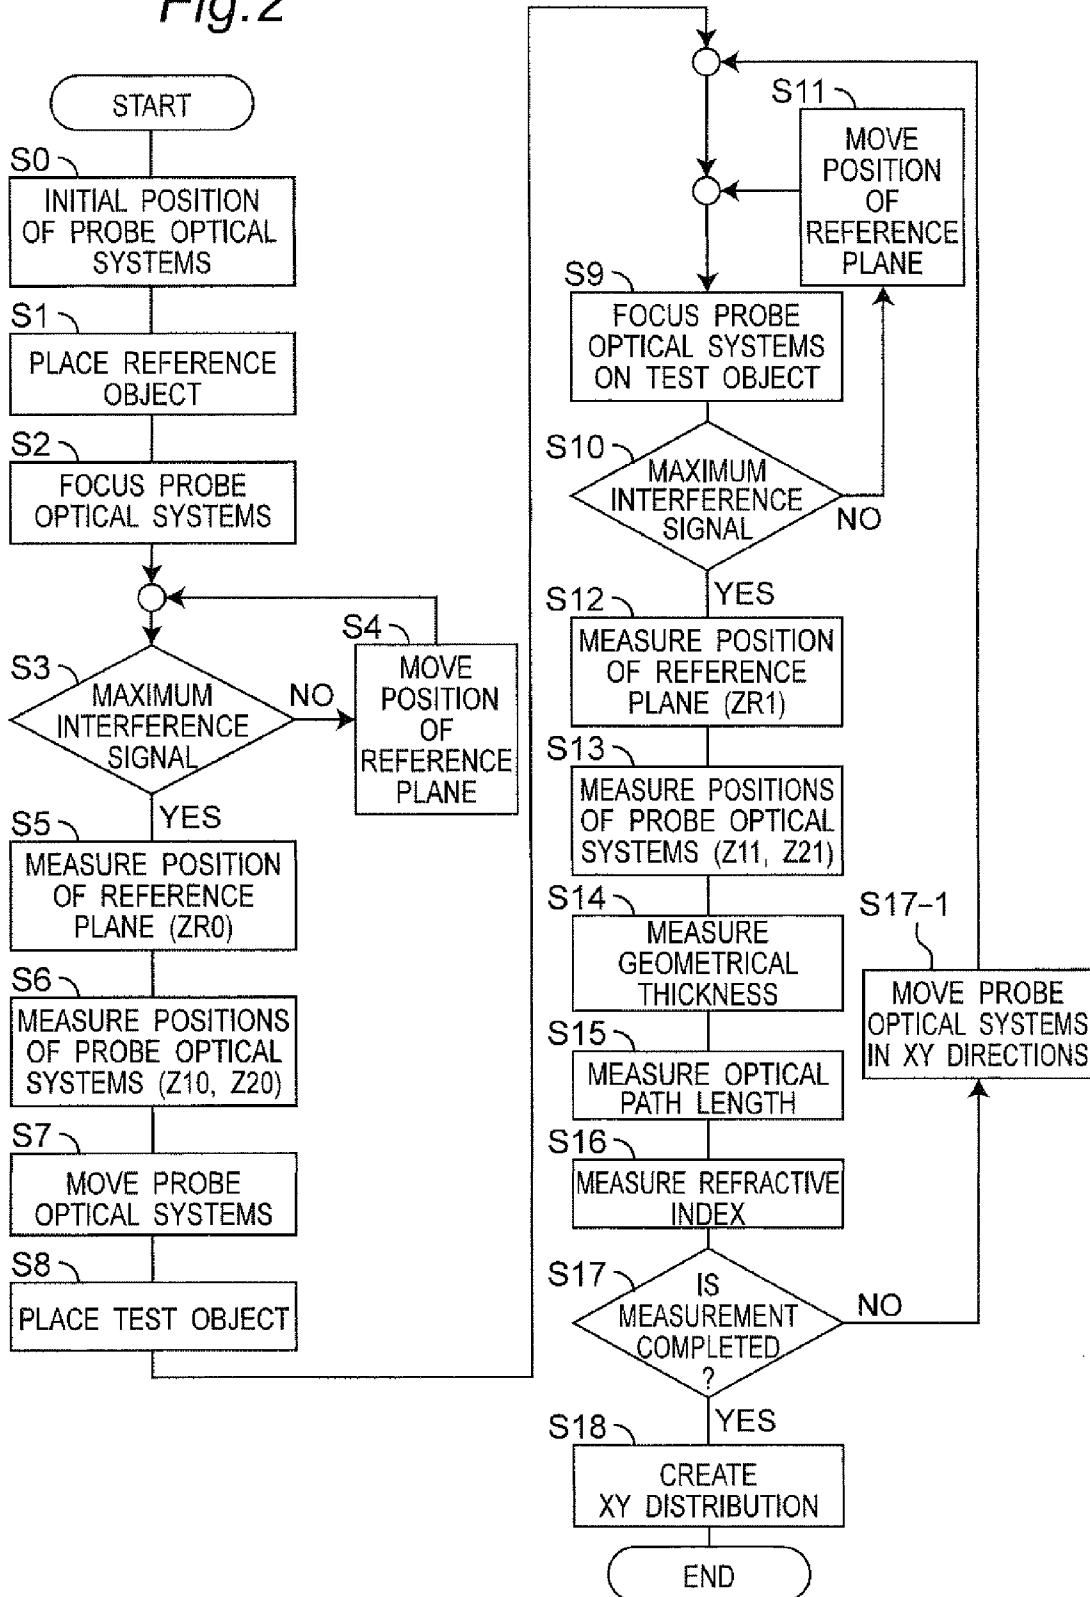 Fig.2
START
S0
INITIAL POSITION
OF PROBE OPTICAL
SYSTEMS
S1
PLACE REFERENCE
OBJECT
S2
FOCUS PROBE
OPTICAL SYSTEMS
S3
MAXIMUM
INTERFERENCE
SIGNAL
NO
S4
MOVE
POSITION
OF
REFERENCE
PLANE
YES
S5
MEASURE POSITION
OF REFERENCE
PLANE (ZR0)
S6
MEASURE POSITIONS
OF PROBE OPTICAL
SYSTEMS (Z10, Z20)
S7
MOVE PROBE
OPTICAL SYSTEMS
S8
PLACE TEST OBJECT
S11
MOVE
POSITION
OF
REFERENCE
PLANE
S9
FOCUS PROBE
OPTICAL SYSTEMS
ON TEST OBJECT
S10
MAXIMUM
INTERFERENCE
SIGNAL
NO
YES
S12
MEASURE POSITION
OF REFERENCE
PLANE (ZR1)
S13
MEASURE POSITIONS
OF PROBE OPTICAL
SYSTEMS (Z11, Z21)
S14
MEASURE
GEOMETRICAL
THICKNESS
S15
MEASURE OPTICAL
PATH LENGTH
S16
MEASURE REFRACTIVE
INDEX
S17
IS
MEASUREMENT
COMPLETED
?
NO
S17-1
MOVE PROBE
OPTICAL SYSTEMS
IN XY DIRECTIONS
YES
S18
CREATE
XY DISTRIBUTION
END